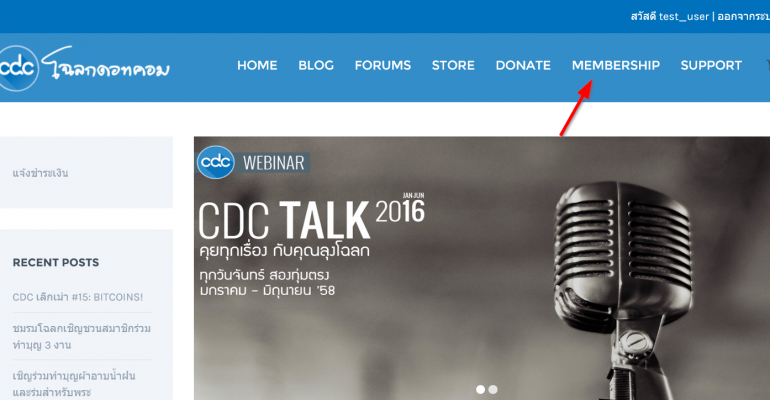 สวัสดี test_user | ออกจากระบ
cdc โฉลกดอทคอม
HOME BLOG FORUMS STORE DONATE MEMBERSHIP SUPPORT
แจ้งชำระเงิน
RECENT POSTS
CDC เล็กเม่า #15: BITCOINS!
ชมรมโฉลกเชิญชวนสมาชิกร่วม
ทำบุญ 3 งาน
เชิญร่วมทำบุญผ้าอาบน้ำฝน
และร่มสำหรับพระ
cdc WEBINAR
CDC TALK 2016 JAN JUN
คุยทุกเรื่อง กับคุณลุงโฉลก
ทุกวันจันทร์ สองทุ่มตรง
มกราคม – มิถุนายน '58